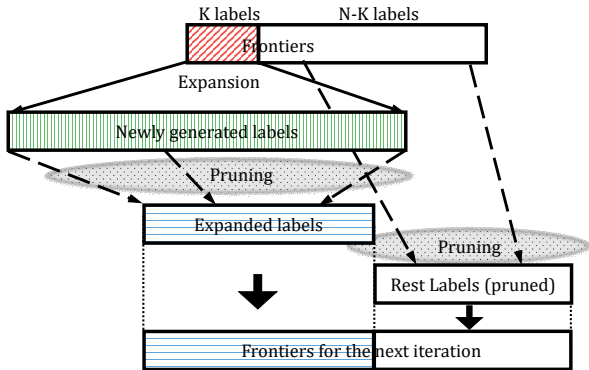 K labels
N-K labels
Frontiers
Expansion
Newly generated labels
Pruning
Expanded labels
Pruning
Rest Labels (pruned)
Frontiers for the next iteration